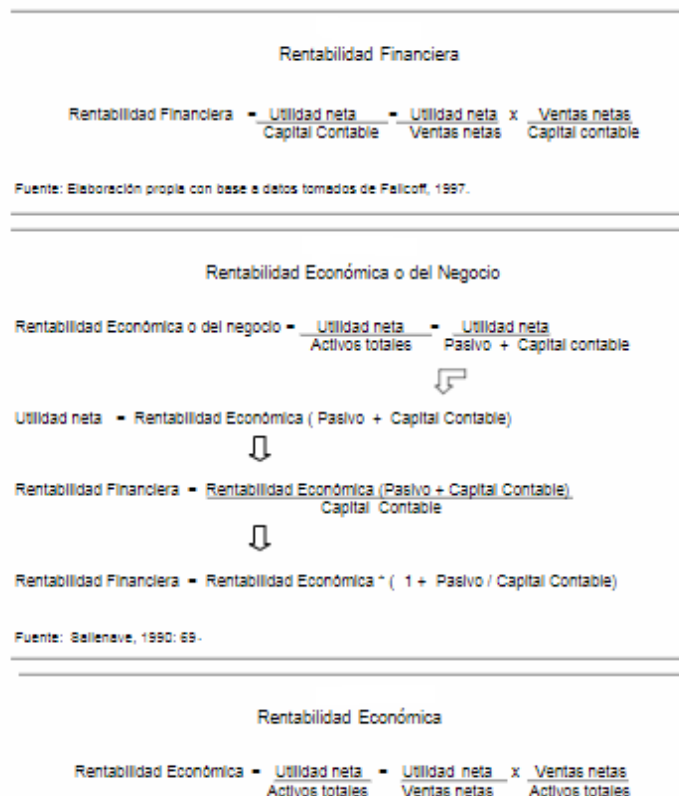 Rentabilidad Financiera
Rentabilidad Financiera = Utilidad neta = Utilidad neta x Ventas netas
Capital Contable Ventas netas Capital contable
Fuente: Elaboración propia con base a datos tomados de Falicoff, 1997.
Rentabilidad Económica o del Negocio
Rentabilidad Económica o del negocio = Utilidad neta = Utilidad neta
Activos totales Pasivo + Capital contable
Utilidad neta = Rentabilidad Económica ( Pasivo + Capital Contable)
Rentabilidad Financiera = Rentabilidad Económica (Pasivo + Capital Contable)
Capital Contable
Rentabilidad Financiera = Rentabilidad Económica * ( 1 + Pasivo / Capital Contable)
Fuente: Sallenave, 1990: 69.
Rentabilidad Económica
Rentabilidad Económica = Utilidad neta = Utilidad neta x Ventas netas
Activos totales Ventas netas Activos totales